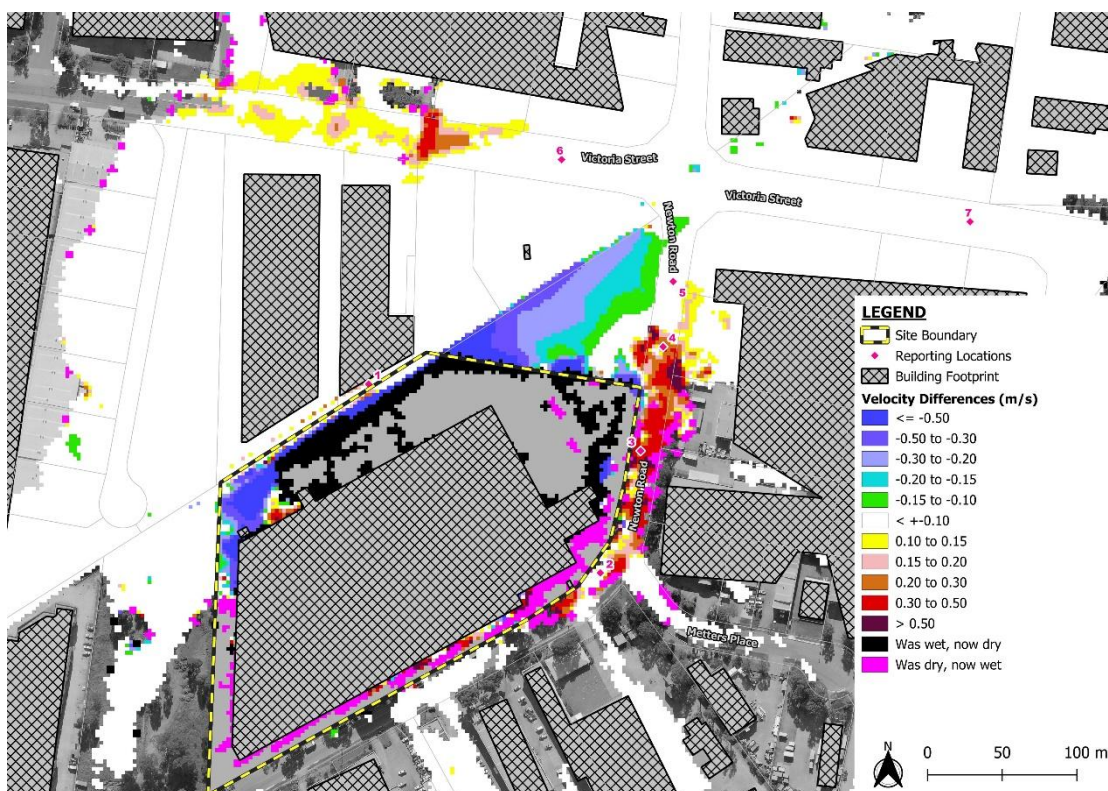 6
Victoria Street
Victoria Street
7
Newton Road
5
4
1
3
Newton Road
2
Metters Place
LEGEND
Site Boundary
Reporting Locations
Building Footprint
Velocity Differences (m/s)
<= -0.50
-0.50 to -0.30
-0.30 to -0.20
-0.20 to -0.15
-0.15 to -0.10
< +-0.10
0.10 to 0.15
0.15 to 0.20
0.20 to 0.30
0.30 to 0.50
> 0.50
Was wet, now dry
Was dry, now wet
N
0 50 100 m